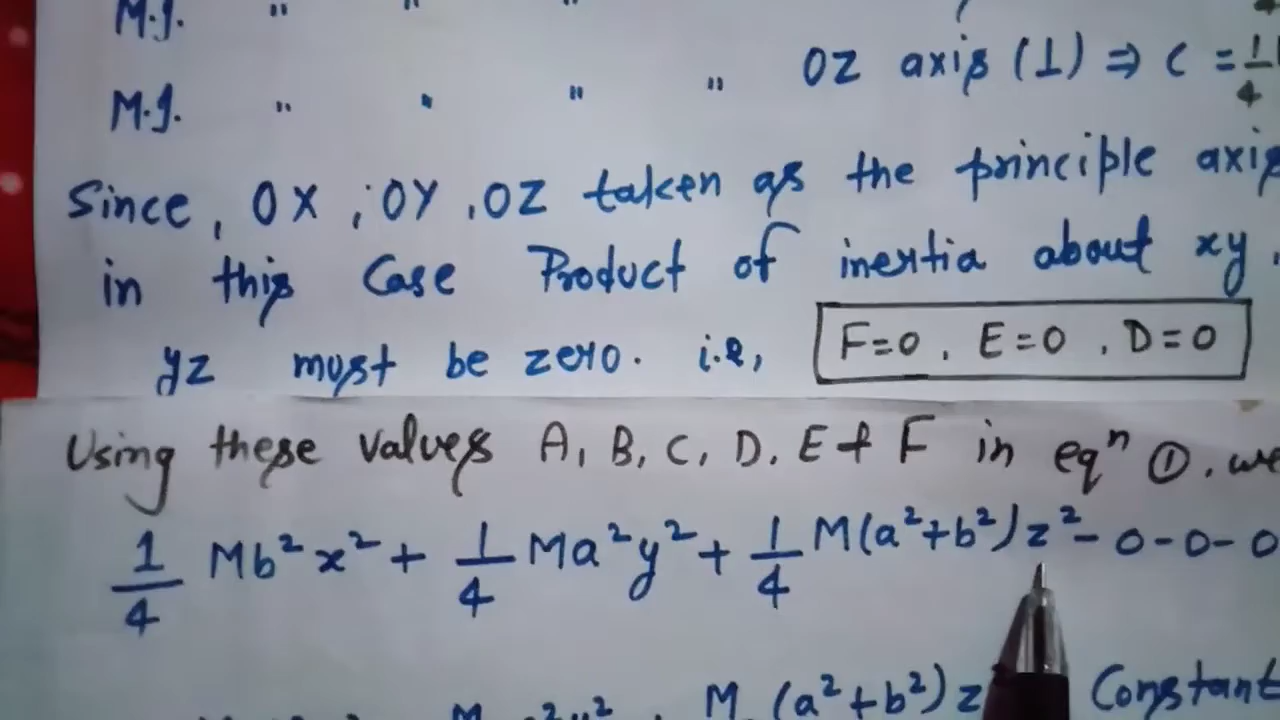 M.I. " " "
OZ axis (⊥) ⇒ C = 1/4
M.I. " " " "
Since, OX, OY, OZ taken as the principle axis
in this Case Product of inertia about xy,
yz must be zero. i.e, F=0, E=0, D=0
Using these values A, B, C, D, E & F in eqⁿ ①, we
1/4 Mb²x² + 1/4 Ma²y² + 1/4 M(a²+b²)z² - 0 - 0 - 0
M (a²+b²)z Constant